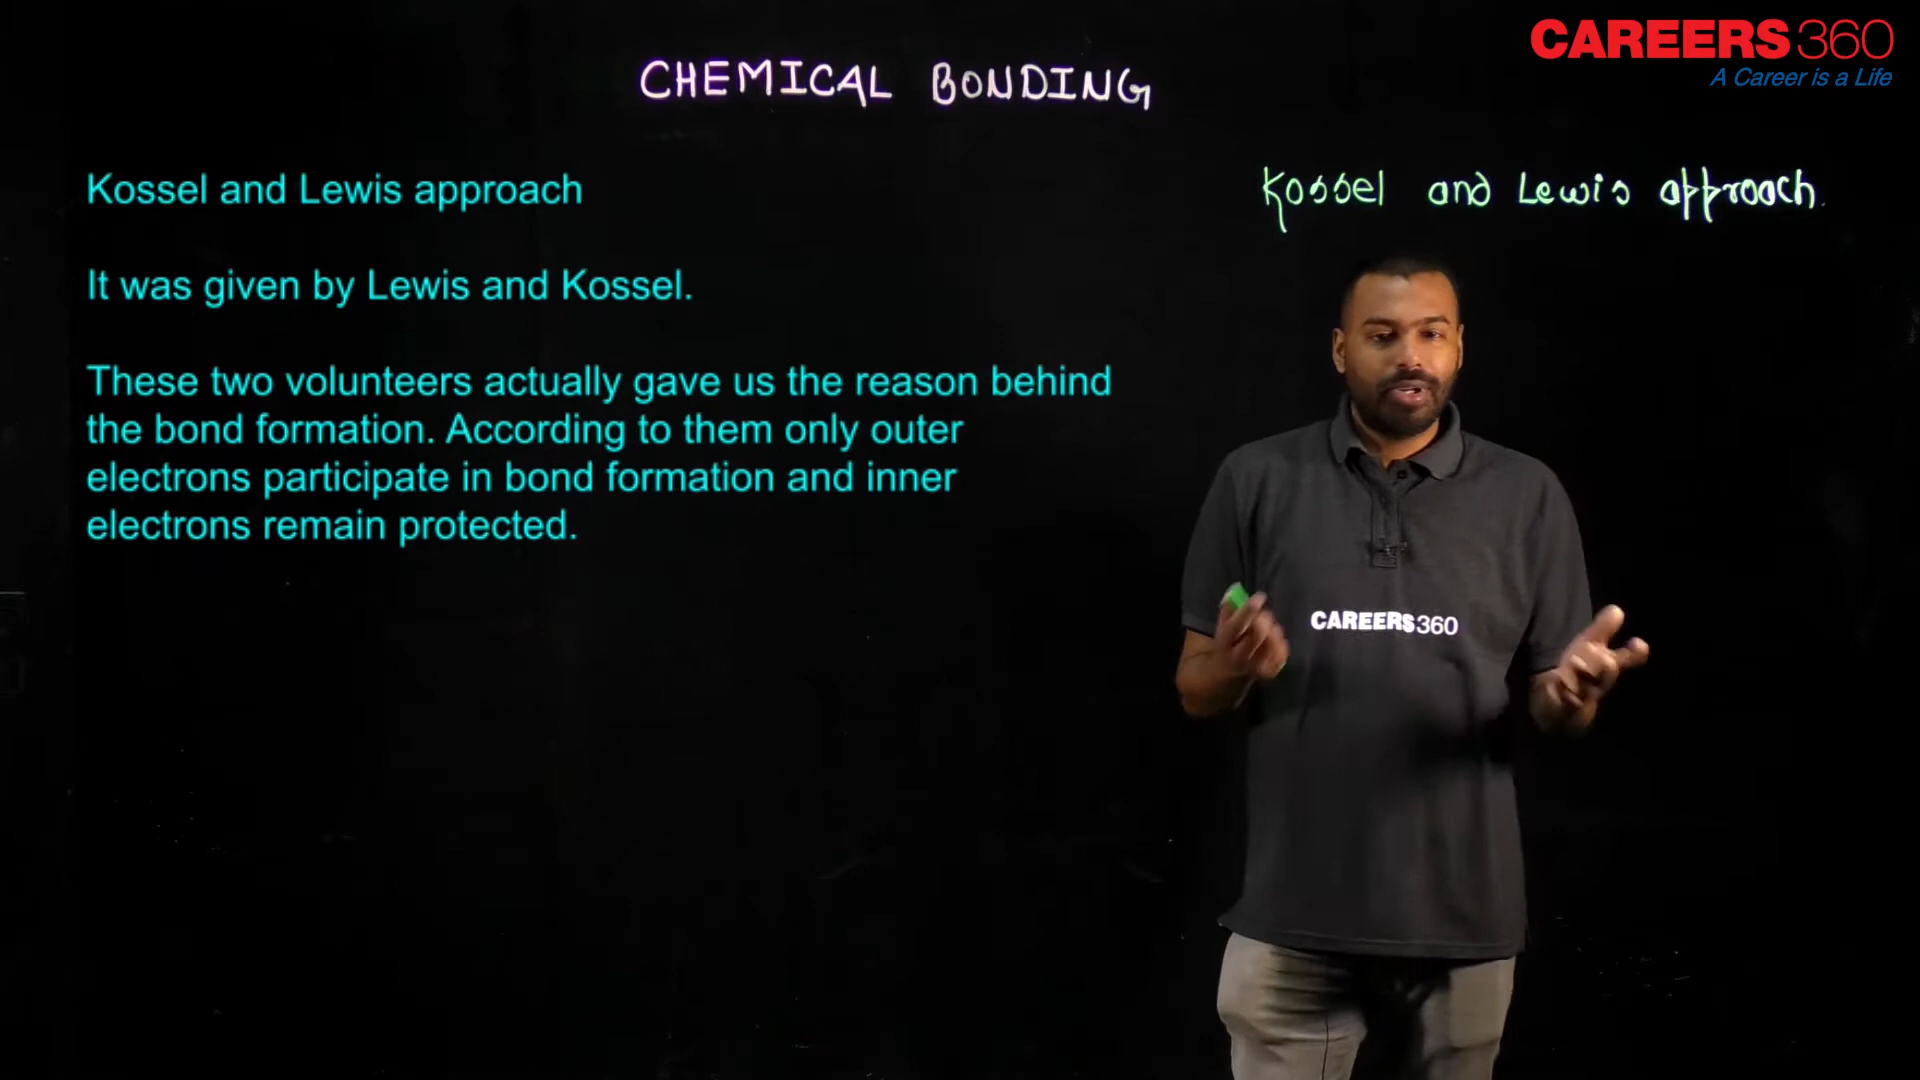 CAREERS360
A Career is a Life
CHEMICAL BONDING
Kossel and Lewis approach
Kossel and Lewis approach.
It was given by Lewis and Kossel.
These two volunteers actually gave us the reason behind
the bond formation. According to them only outer
electrons participate in bond formation and inner
electrons remain protected.
CAREERS360